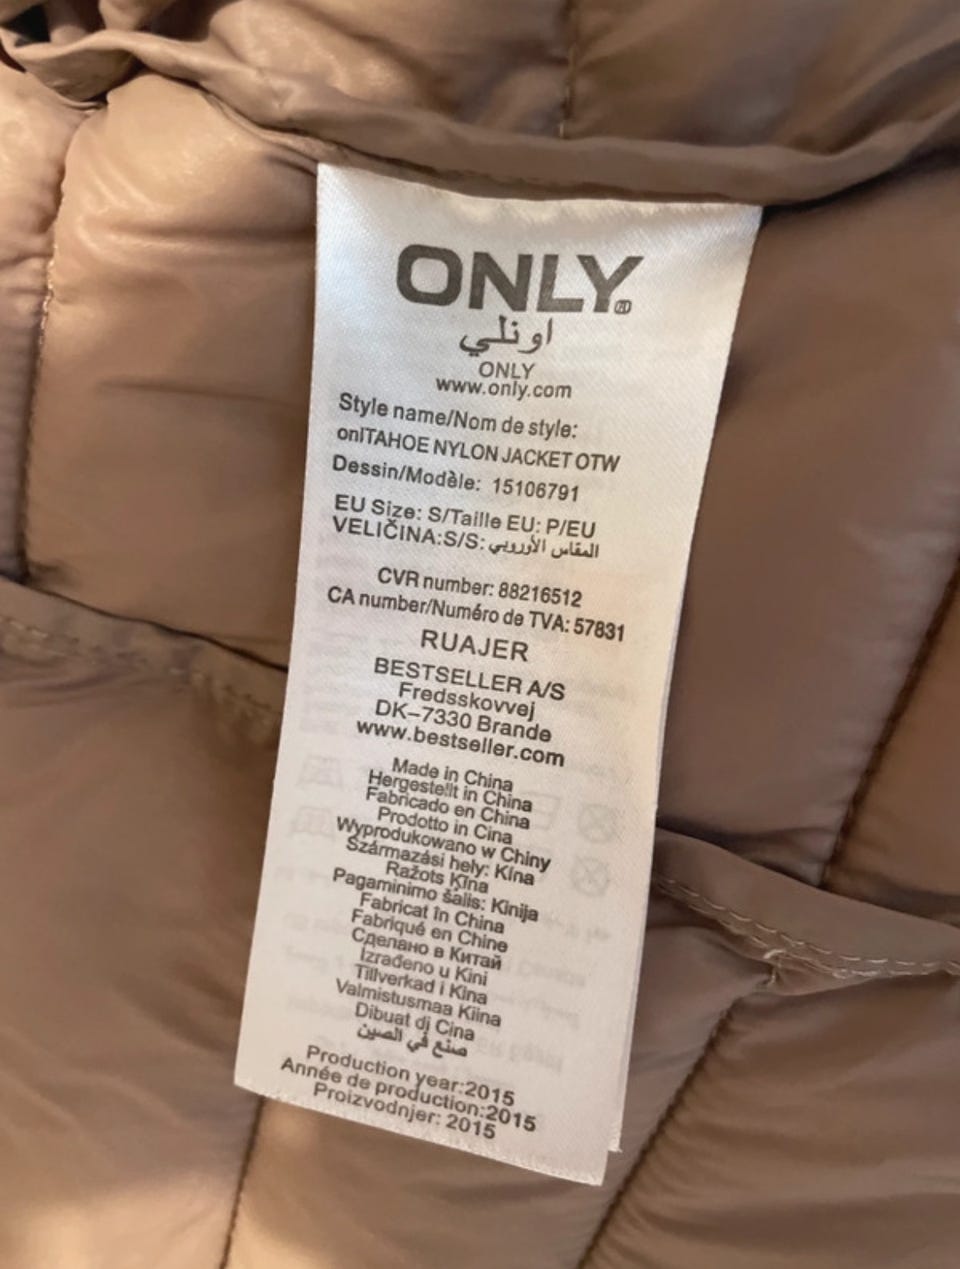 ONLY®
اونلي
ONLY
www.only.com
Style name/Nom de style:
onlTAHOE NYLON JACKET OTW
Dessin/Modèle: 15106791
EU Size: S/Taille EU: P/EU
VELIČINA:S/S: المقاس الأوروبي
CVR number: 88216512
CA number/Numéro de TVA: 57831
RUAJER
BESTSELLER A/S
Fredsskovvej
DK-7330 Brande
www.bestseller.com
Made in China
Hergestellt in China
Fabricado en China
Prodotto in Cina
Wyprodukowano w Chiny
Származási hely: Kína
Ražots Ķīna
Pagaminimo šalis: Kinija
Fabricat în China
Fabriqué en Chine
Сделано в Китай
Izrađeno u Kini
Tillverkad i Kina
Valmistusmaa Kiina
Dibuat di Cina
صنع في الصين
Production year:2015
Année de production:2015
Proizvodnjer: 2015